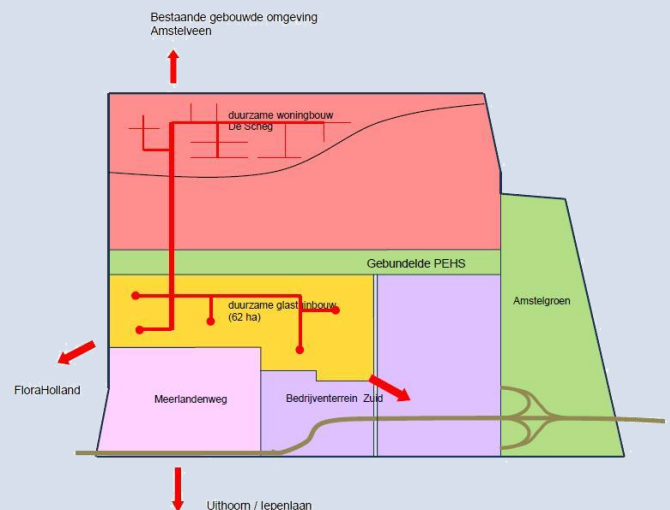 Bestaande gebouwde omgeving
Amstelveen
duurzame woningbouw
De Scheg
Gebundelde PEHS
Amstelgroen
duurzame glastuinbouw
(62 ha)
FloraHolland
Meerlandenweg
Bedrijventerrein Zuid
Uithoorn / Iepenlaan